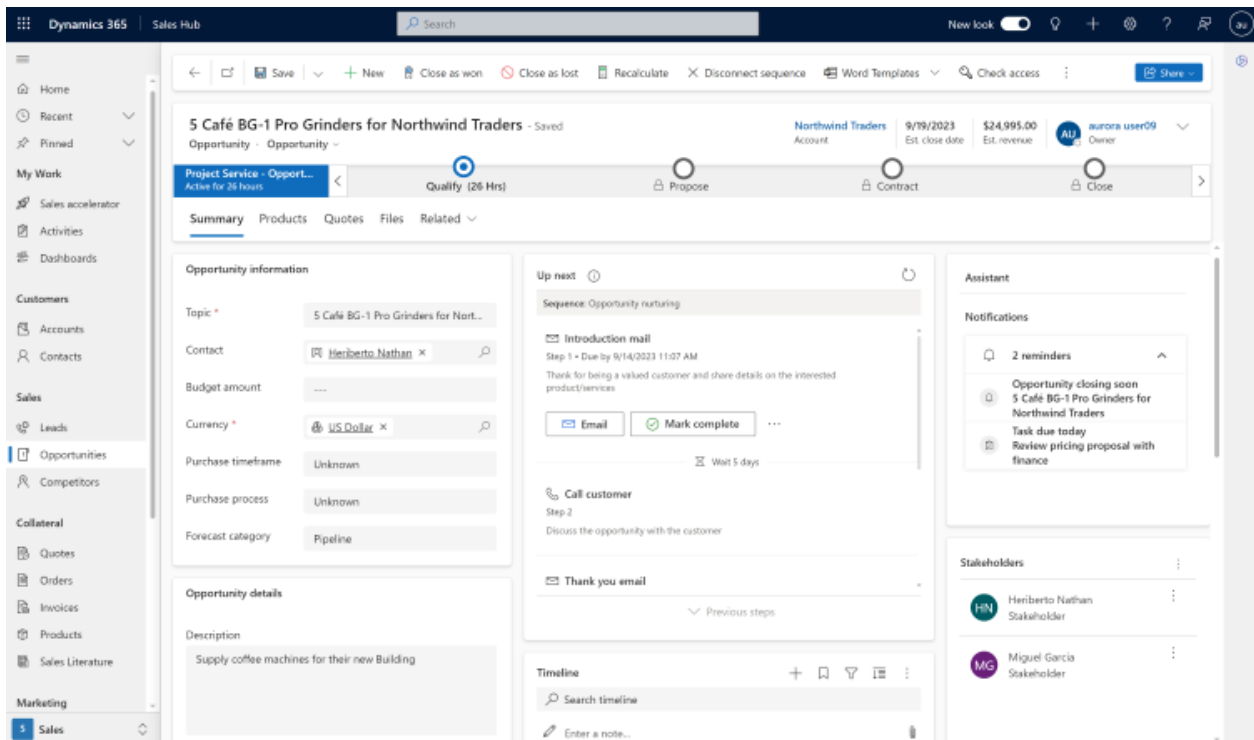 Dynamics 365 Sales Hub Search New look au
Save New Close as won Close as lost Recalculate Disconnect sequence Word Templates Check access Share
Home
Recent
Pinned
My Work
Sales accelerator
Activities
Dashboards
Customers
Accounts
Contacts
Sales
Leads
Opportunities
Competitors
Collateral
Quotes
Orders
Invoices
Products
Sales Literature
Marketing
S Sales
5 Café BG-1 Pro Grinders for Northwind Traders - Saved
Opportunity · Opportunity
Northwind Traders
Account
9/19/2023
Est. close date
$24,995.00
Est. revenue
AU
aurora user09
Owner
Project Service - Opport...
Active for 26 hours
Qualify (26 Hrs)
Propose
Contract
Close
Summary Products Quotes Files Related
Opportunity information
Topic * 5 Café BG-1 Pro Grinders for Nort...
Contact Heriberto Nathan ×
Budget amount ---
Currency * US Dollar ×
Purchase timeframe Unknown
Purchase process Unknown
Forecast category Pipeline
Opportunity details
Description
Supply coffee machines for their new Building
Up next
Sequence: Opportunity nurturing
Introduction mail
Step 1 • Due by 9/14/2023 11:07 AM
Thank for being a valued customer and share details on the interested
product/services
Email Mark complete ...
Wait 5 days
Call customer
Step 2
Discuss the opportunity with the customer
Thank you email
Previous steps
Timeline
Search timeline
Enter a note...
Assistant
Notifications
2 reminders
Opportunity closing soon
5 Café BG-1 Pro Grinders for
Northwind Traders
Task due today
Review pricing proposal with
finance
Stakeholders
HN
Heriberto Nathan
Stakeholder
MG
Miguel Garcia
Stakeholder